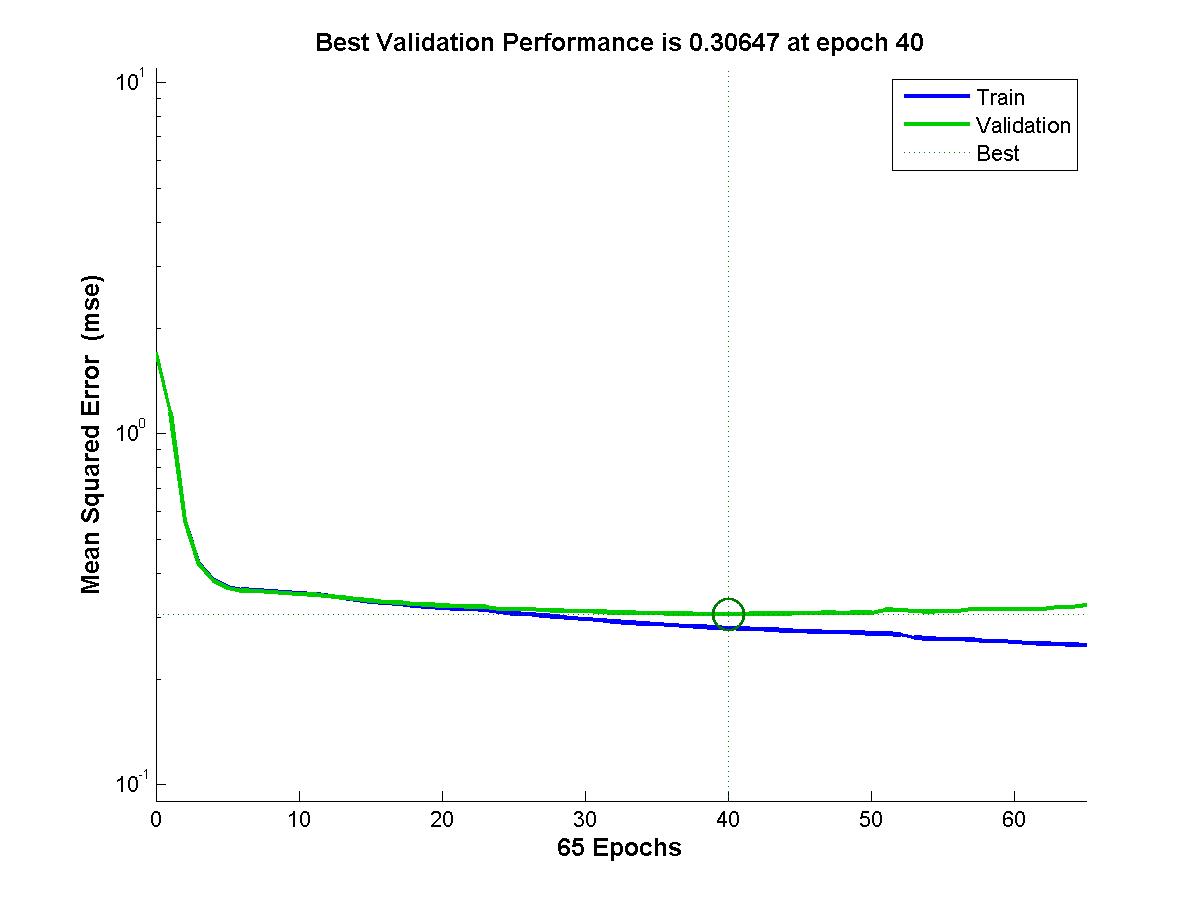 Best Validation Performance is 0.30647 at epoch 40
10^1
Train
Validation
Best
Mean Squared Error (mse)
10^0
10^-1
0 10 20 30 40 50 60
65 Epochs